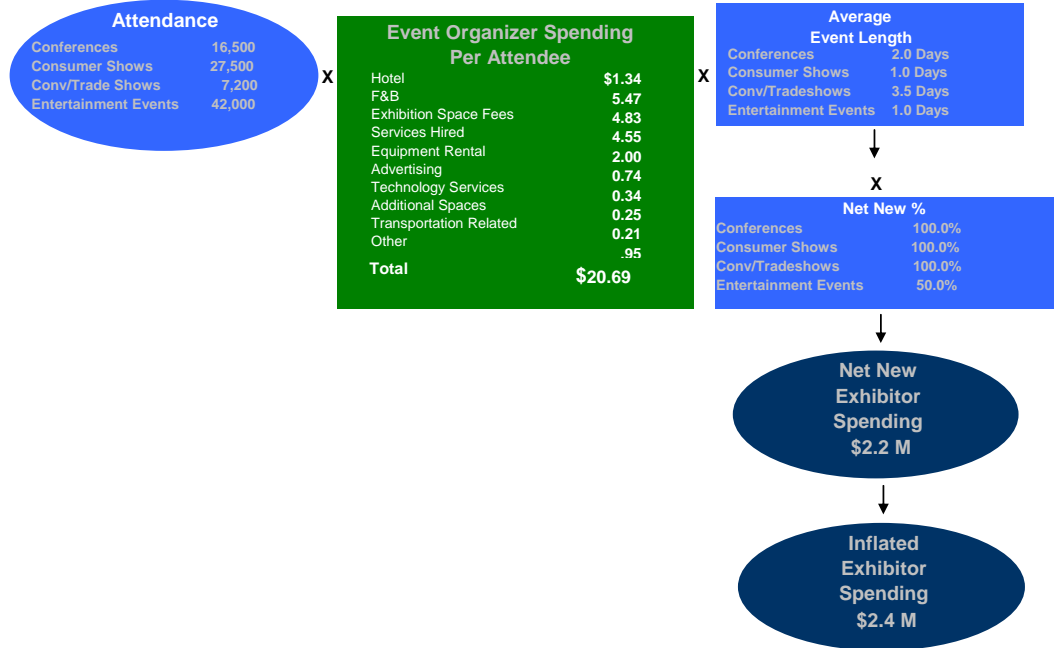 Attendance
Conferences 16,500
Consumer Shows 27,500
Conv/Trade Shows 7,200
Entertainment Events 42,000
X
Event Organizer Spending
Per Attendee
Hotel $1.34
F&B 5.47
Exhibition Space Fees 4.83
Services Hired 4.55
Equipment Rental 2.00
Advertising 0.74
Technology Services 0.34
Additional Spaces 0.25
Transportation Related 0.21
Other .95
Total $20.69
X
Average
Event Length
Conferences 2.0 Days
Consumer Shows 1.0 Days
Conv/Tradeshows 3.5 Days
Entertainment Events 1.0 Days
X
Net New %
Conferences 100.0%
Consumer Shows 100.0%
Conv/Tradeshows 100.0%
Entertainment Events 50.0%
Net New
Exhibitor
Spending
$2.2 M
Inflated
Exhibitor
Spending
$2.4 M